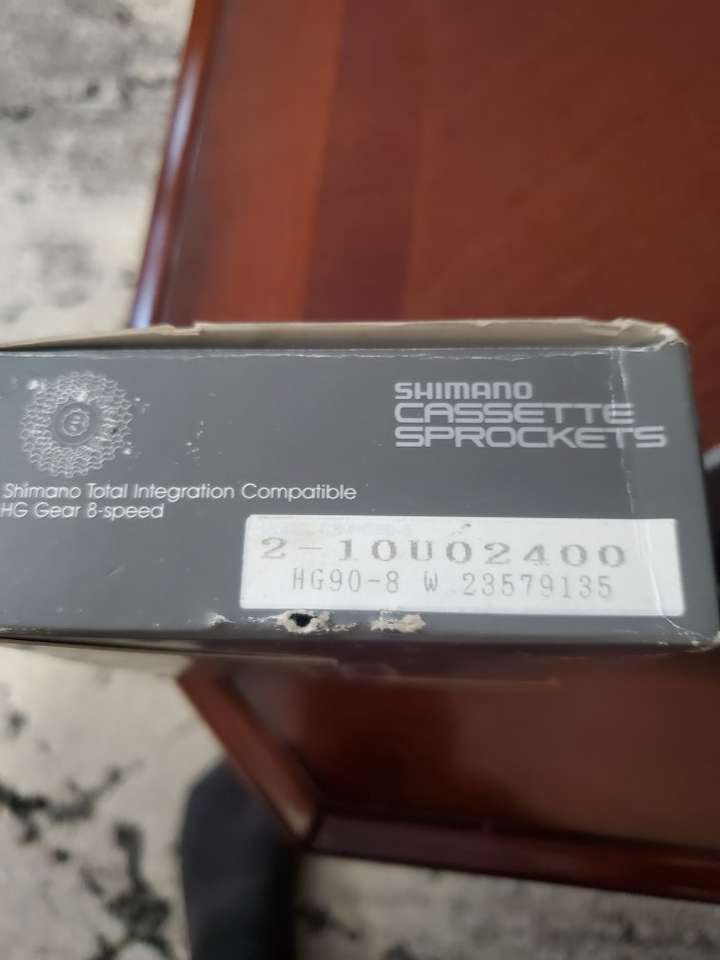 SHIMANO
CASSETTE
SPROCKETS
Shimano Total Integration Compatible
HG Gear 8-speed
2-10U02400
HG90-8 W 23579135